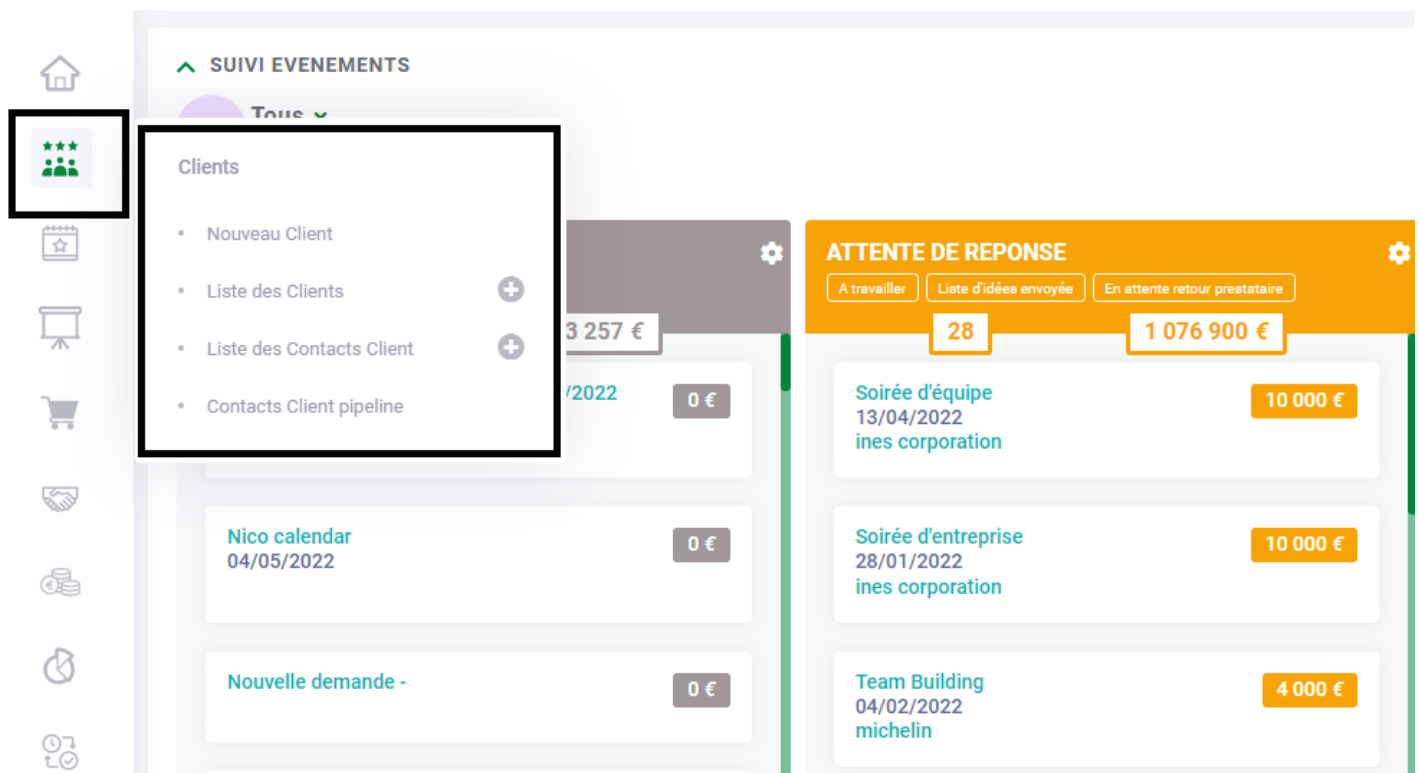 SUIVI EVENEMENTS
Tous
Clients
Nouveau Client
Liste des Clients
Liste des Contacts Client
Contacts Client pipeline
3 257 €
/2022
0 €
Nico calendar
04/05/2022
0 €
Nouvelle demande -
0 €
ATTENTE DE REPONSE
A travailler
Liste d'idées envoyée
En attente retour prestataire
28
1 076 900 €
Soirée d'équipe
13/04/2022
ines corporation
10 000 €
Soirée d'entreprise
28/01/2022
ines corporation
10 000 €
Team Building
04/02/2022
michelin
4 000 €